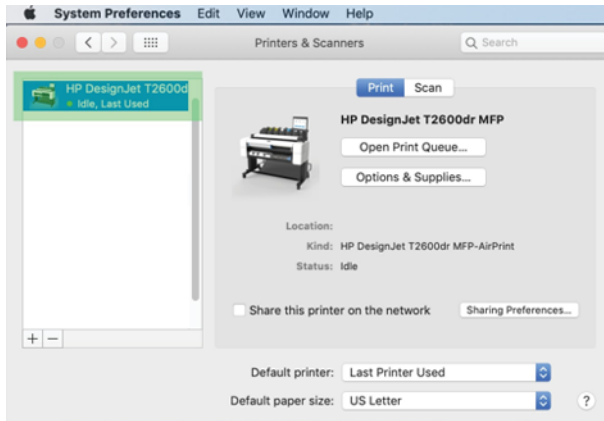 System Preferences Edit View Window Help
Printers & Scanners
Search
HP DesignJet T2600d
Idle, Last Used
Print Scan
HP DesignJet T2600dr MFP
Open Print Queue...
Options & Supplies...
Location:
Kind: HP DesignJet T2600dr MFP-AirPrint
Status: Idle
Share this printer on the network Sharing Preferences...
+ −
Default printer: Last Printer Used
Default paper size: US Letter ?